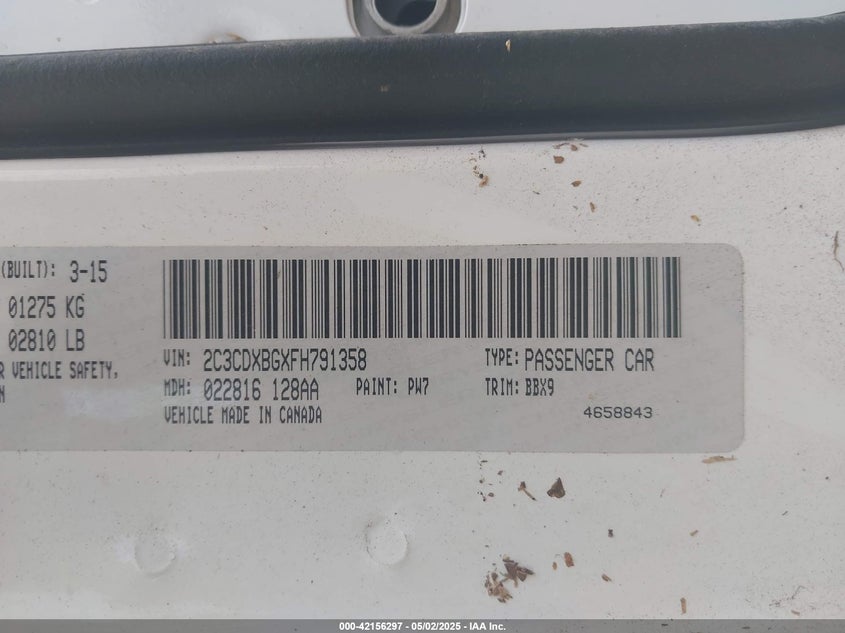 (BUILT): 3-15
01275 KG
02810 LB
R VEHICLE SAFETY,
N
VIN: 2C3CDXBGXFH791358 TYPE: PASSENGER CAR
MDH: 022816 128AA PAINT: PW7 TRIM: BBX9
VEHICLE MADE IN CANADA 4658843
000-42156297 - 05/02/2025 - IAA Inc.